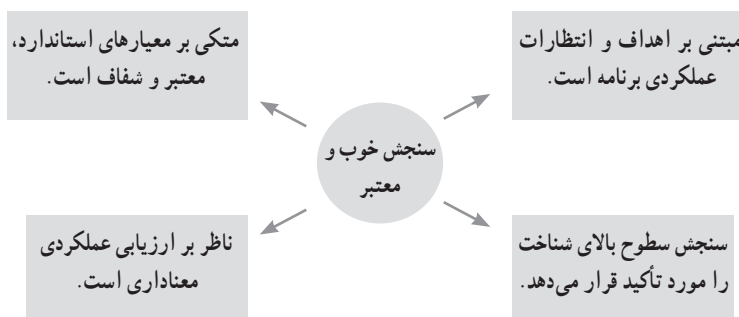 مبتنی بر اهداف و انتظارات
عملکردی برنامه است.
متکی بر معیارهای استاندارد،
معتبر و شفاف است.
سنجش خوب و
معتبر
سنجش سطوح بالای شناخت
را مورد تأکید قرار می‌دهد.
ناظر بر ارزیابی عملکردی
معناداری است.